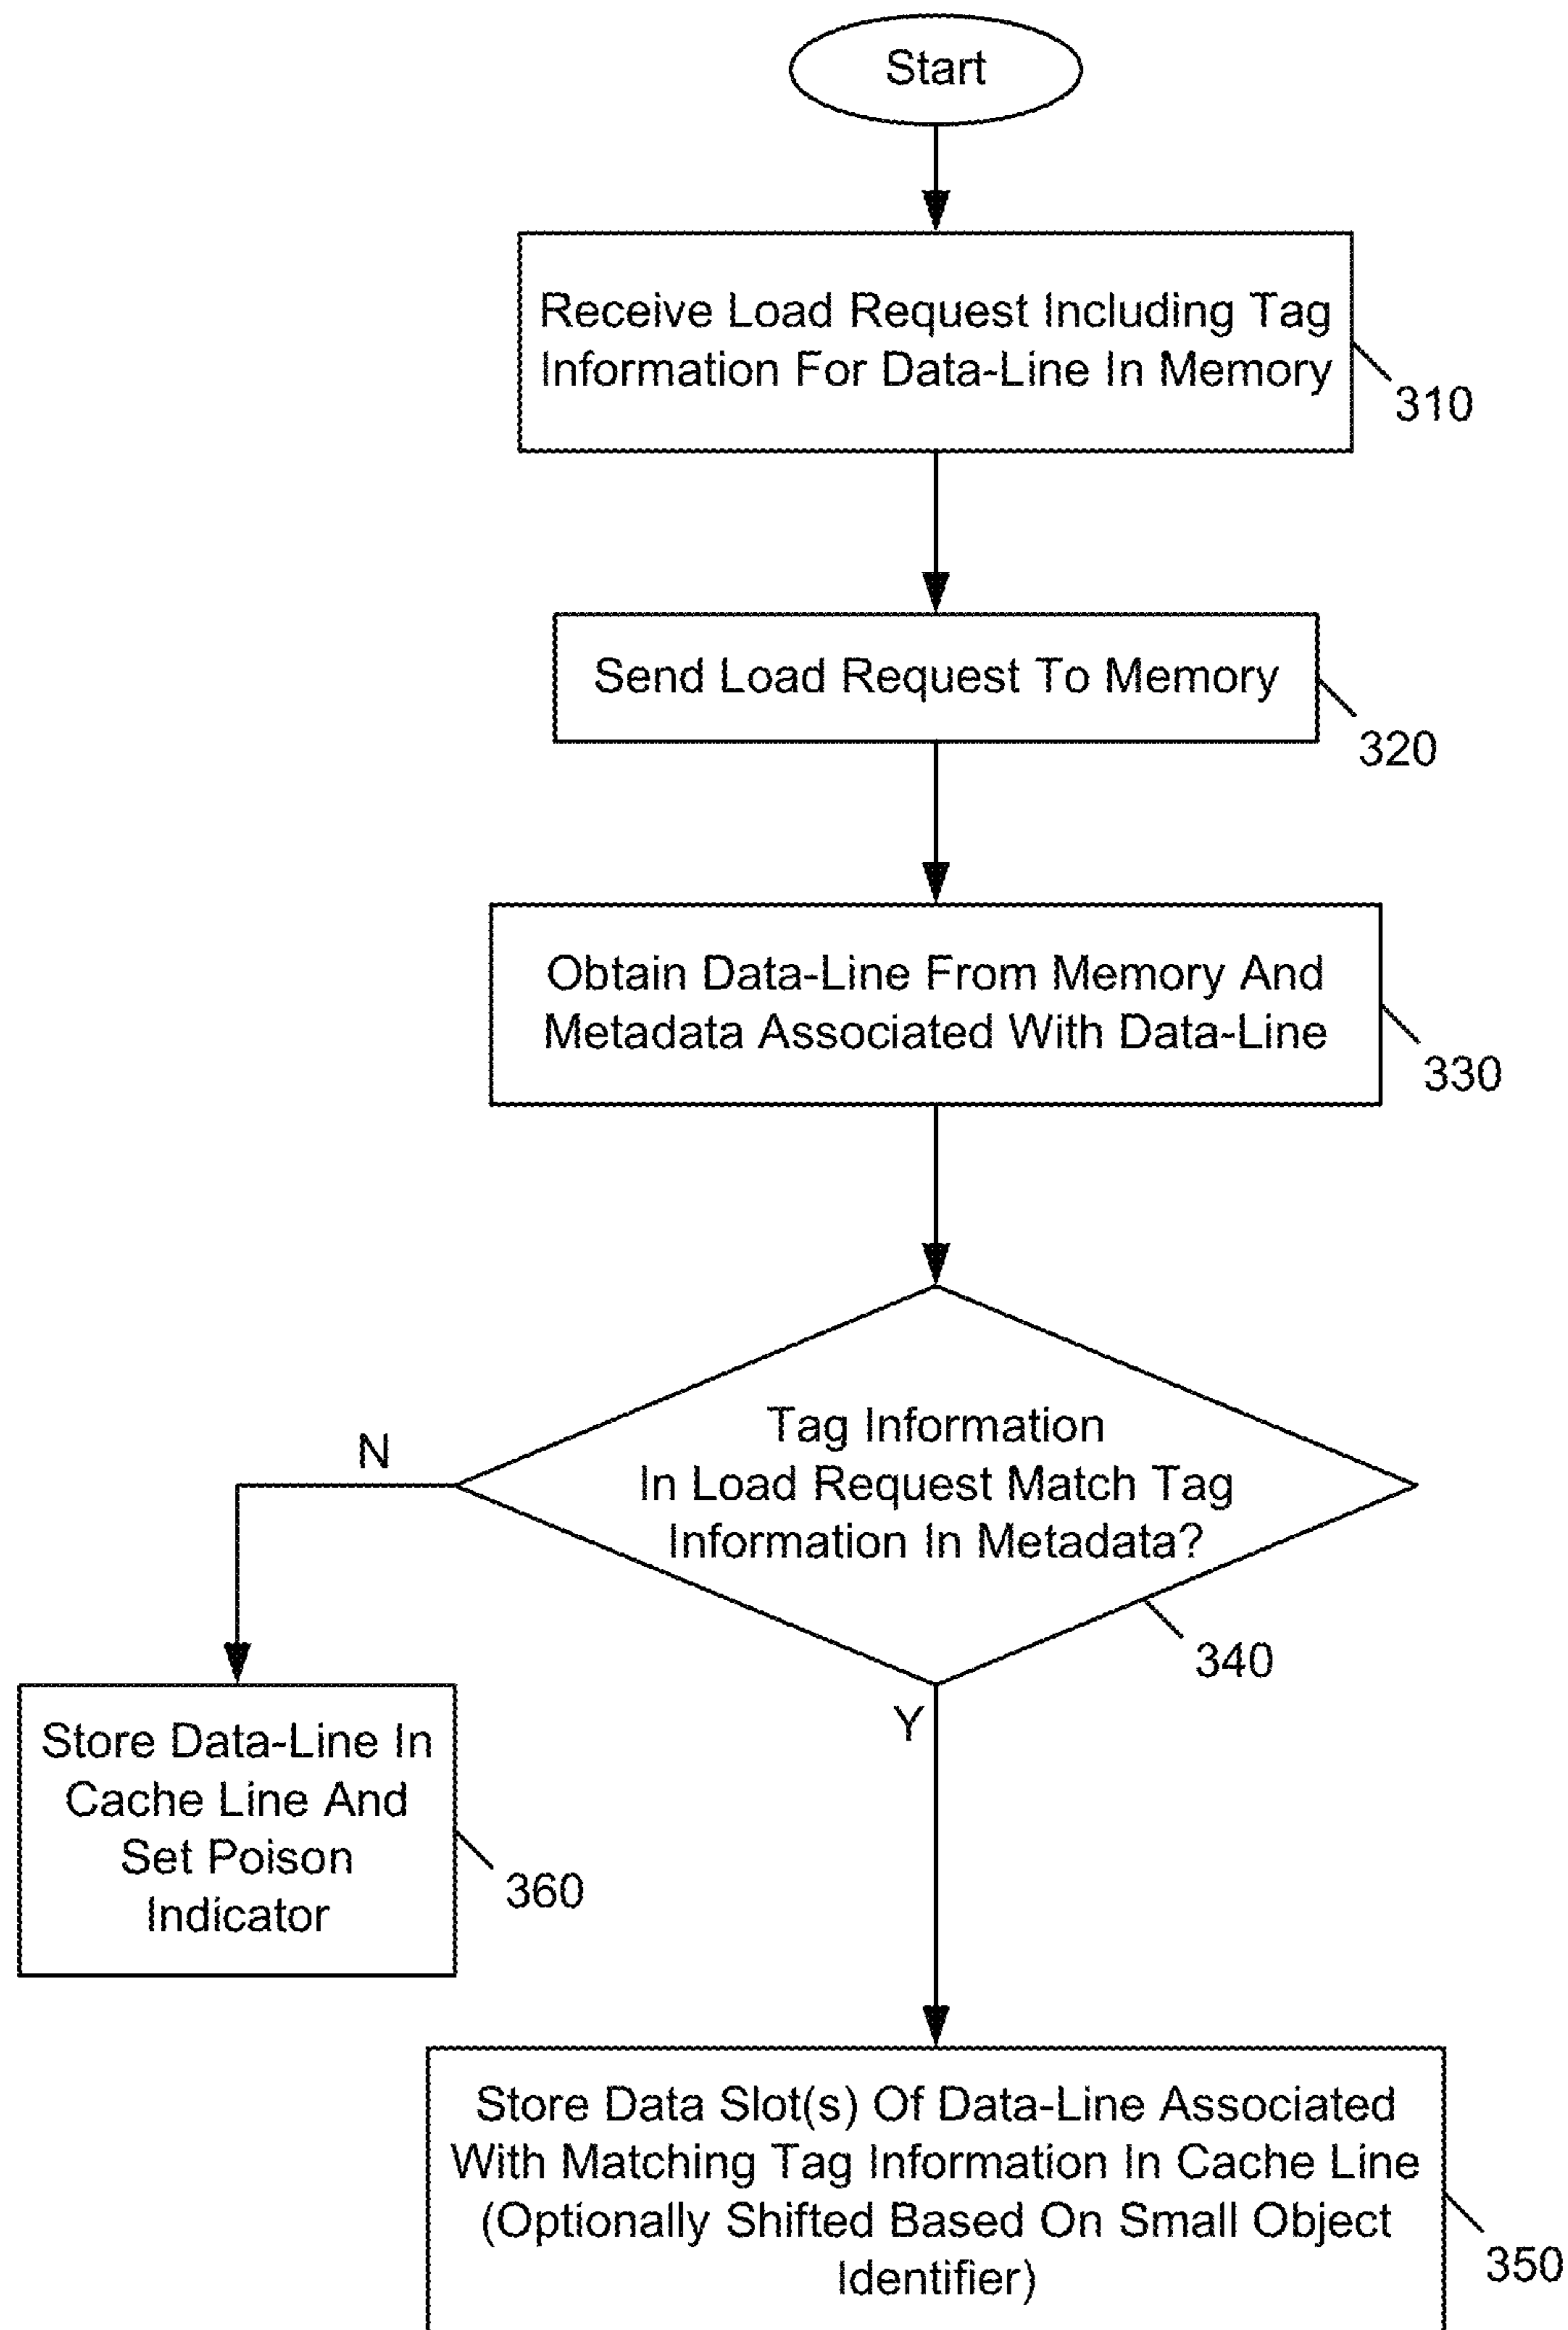 Start
Receive Load Request Including Tag
Information For Data-Line In Memory
310
Send Load Request To Memory
320
Obtain Data-Line From Memory And
Metadata Associated With Data-Line
330
Tag Information
In Load Request Match Tag
Information In Metadata?
340
N
Y
Store Data-Line In
Cache Line And
Set Poison
Indicator
360
Store Data Slot(s) Of Data-Line Associated
With Matching Tag Information In Cache Line
(Optionally Shifted Based On Small Object
Identifier)
350